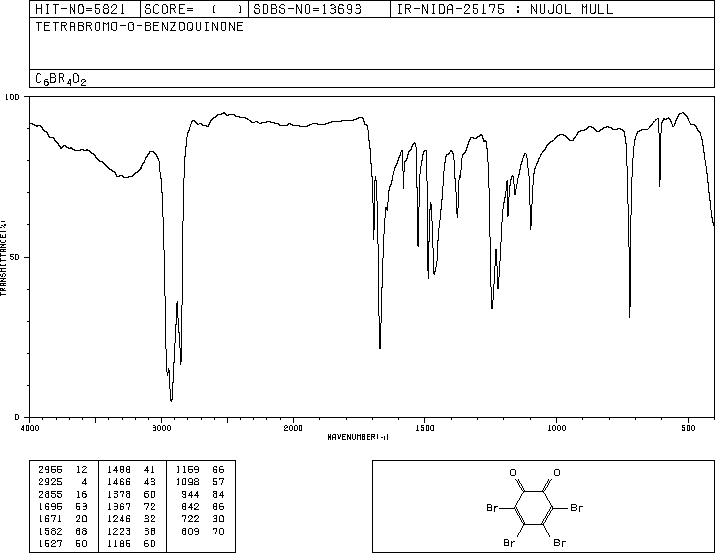 HIT-NO=5821 SCORE= ( ) SDBS-NO=13693 IR-NIDA-25175 : NUJOL MULL
TETRABROMO-O-BENZOQUINONE
C6BR4O2
100
50
0
TRANSMITTANCE(%)
4000 3000 2000 1500 1000 500
WAVENUMBER(-1)
2955 12 1488 41 1159 66
2925 4 1466 43 1098 57
2855 16 1378 60 944 84
1695 53 1367 72 842 86
1671 20 1246 32 722 30
1582 68 1223 38 609 70
1527 50 1185 60
O O
Br Br
Br Br